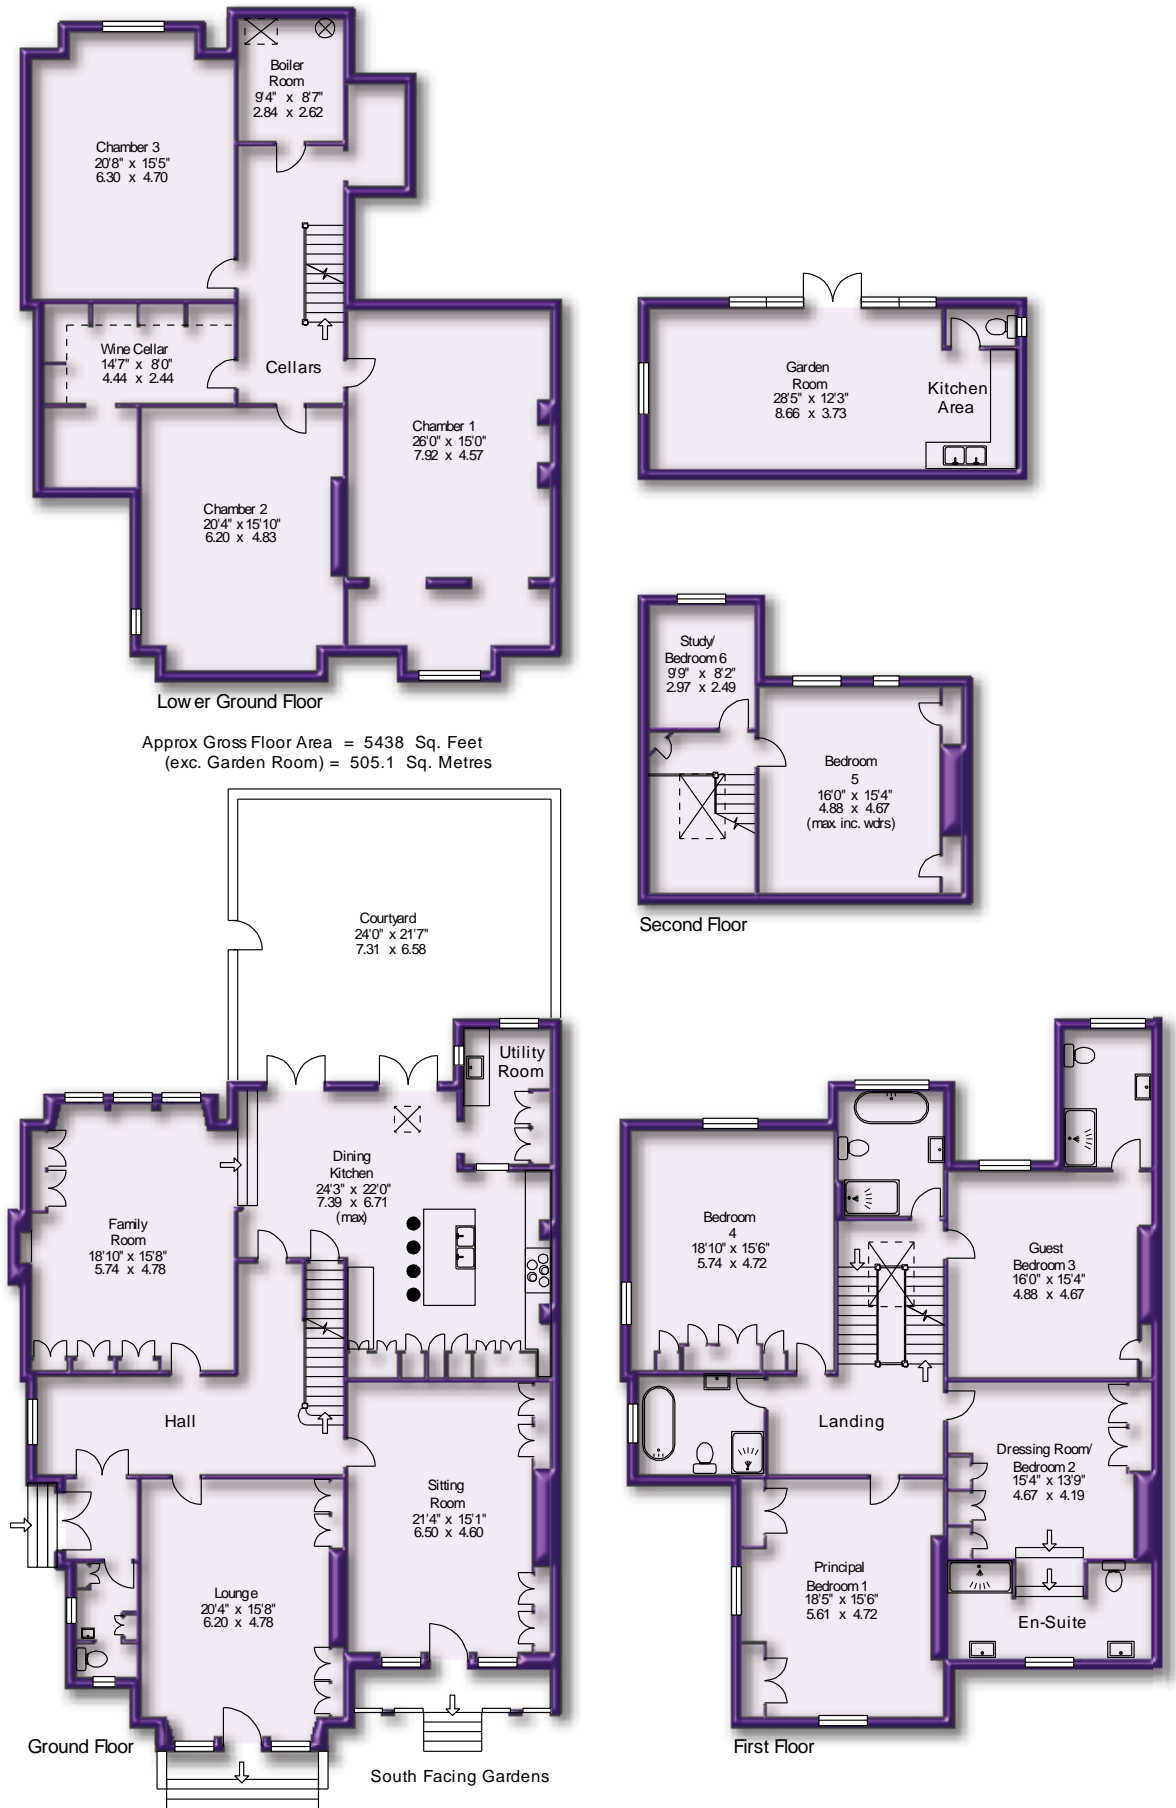 Boiler
Room
9'4" x 8'7"
2.84 x 2.62
Chamber 3
20'8" x 15'5"
6.30 x 4.70
Wine Cellar
14'7" x 8'0"
4.44 x 2.44
Cellars
Chamber 1
26'0" x 15'0"
7.92 x 4.57
Chamber 2
20'4" x 15'10"
6.20 x 4.83
Lower Ground Floor
Approx Gross Floor Area = 5438 Sq. Feet
(exc. Garden Room) = 505.1 Sq. Metres
Garden
Room
28'5" x 12'3"
8.66 x 3.73
Kitchen
Area
Study/
Bedroom 6
9'9" x 8'2"
2.97 x 2.49
Bedroom
5
16'0" x 15'4"
4.88 x 4.67
(max. inc. wdrs)
Second Floor
Courtyard
24'0" x 21'7"
7.31 x 6.58
Utility
Room
Dining
Kitchen
24'3" x 22'0"
7.39 x 6.71
(max)
Family
Room
18'10" x 15'8"
5.74 x 4.78
Hall
Sitting
Room
21'4" x 15'1"
6.50 x 4.60
Lounge
20'4" x 15'8"
6.20 x 4.78
Ground Floor
South Facing Gardens
Bedroom
4
18'10" x 15'6"
5.74 x 4.72
Guest
Bedroom 3
16'0" x 15'4"
4.88 x 4.67
Landing
Dressing Room/
Bedroom 2
15'4" x 13'9"
4.67 x 4.19
Principal
Bedroom 1
18'5" x 15'6"
5.61 x 4.72
En-Suite
First Floor